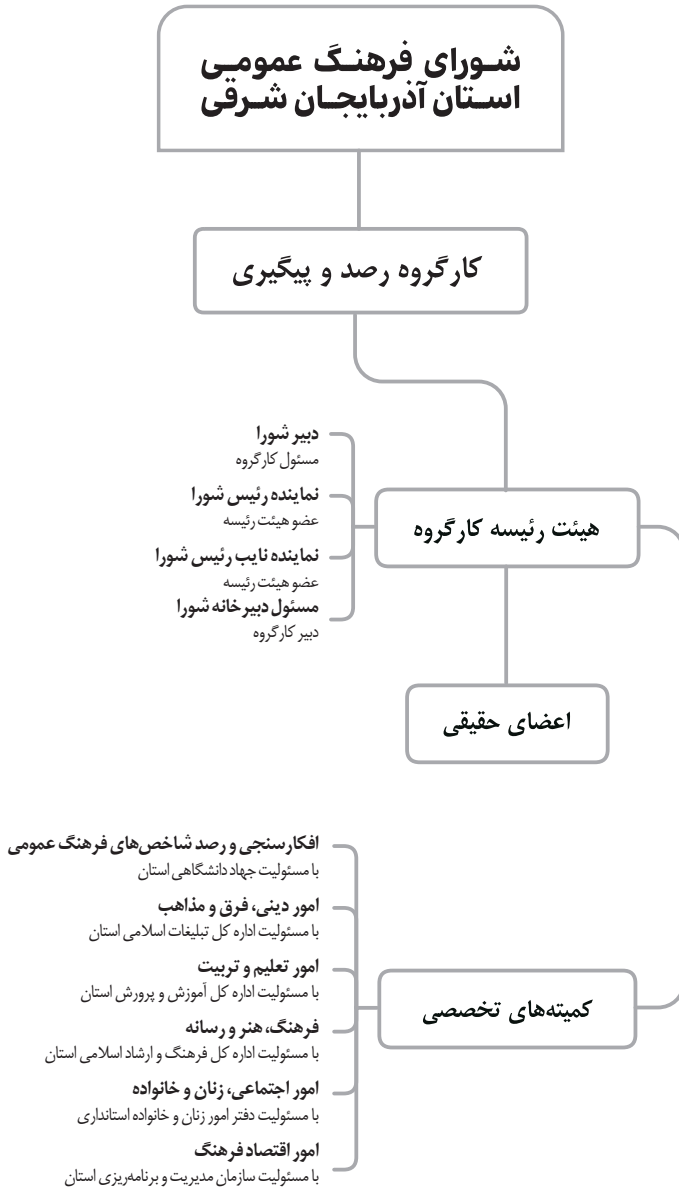 شورای فرهنگ عمومی
استان آذربایجان شرقی
کارگروه رصد و پیگیری
هیئت رئیسه کارگروه
دبیر شورا
مسئول کارگروه
نماینده رئیس شورا
عضو هیئت رئیسه
نماینده نایب رئیس شورا
عضو هیئت رئیسه
مسئول دبیرخانه شورا
دبیر کارگروه
اعضای حقیقی
کمیته‌های تخصصی
افکارسنجی و رصد شاخص‌های فرهنگ عمومی
با مسئولیت جهاد دانشگاهی استان
امور دینی، فرق و مذاهب
با مسئولیت اداره کل تبلیغات اسلامی استان
امور تعلیم و تربیت
با مسئولیت اداره کل آموزش و پرورش استان
فرهنگ، هنر و رسانه
با مسئولیت اداره کل فرهنگ و ارشاد اسلامی استان
امور اجتماعی، زنان و خانواده
با مسئولیت دفتر امور زنان و خانواده استانداری
امور اقتصاد فرهنگ
با مسئولیت سازمان مدیریت و برنامه‌ریزی استان